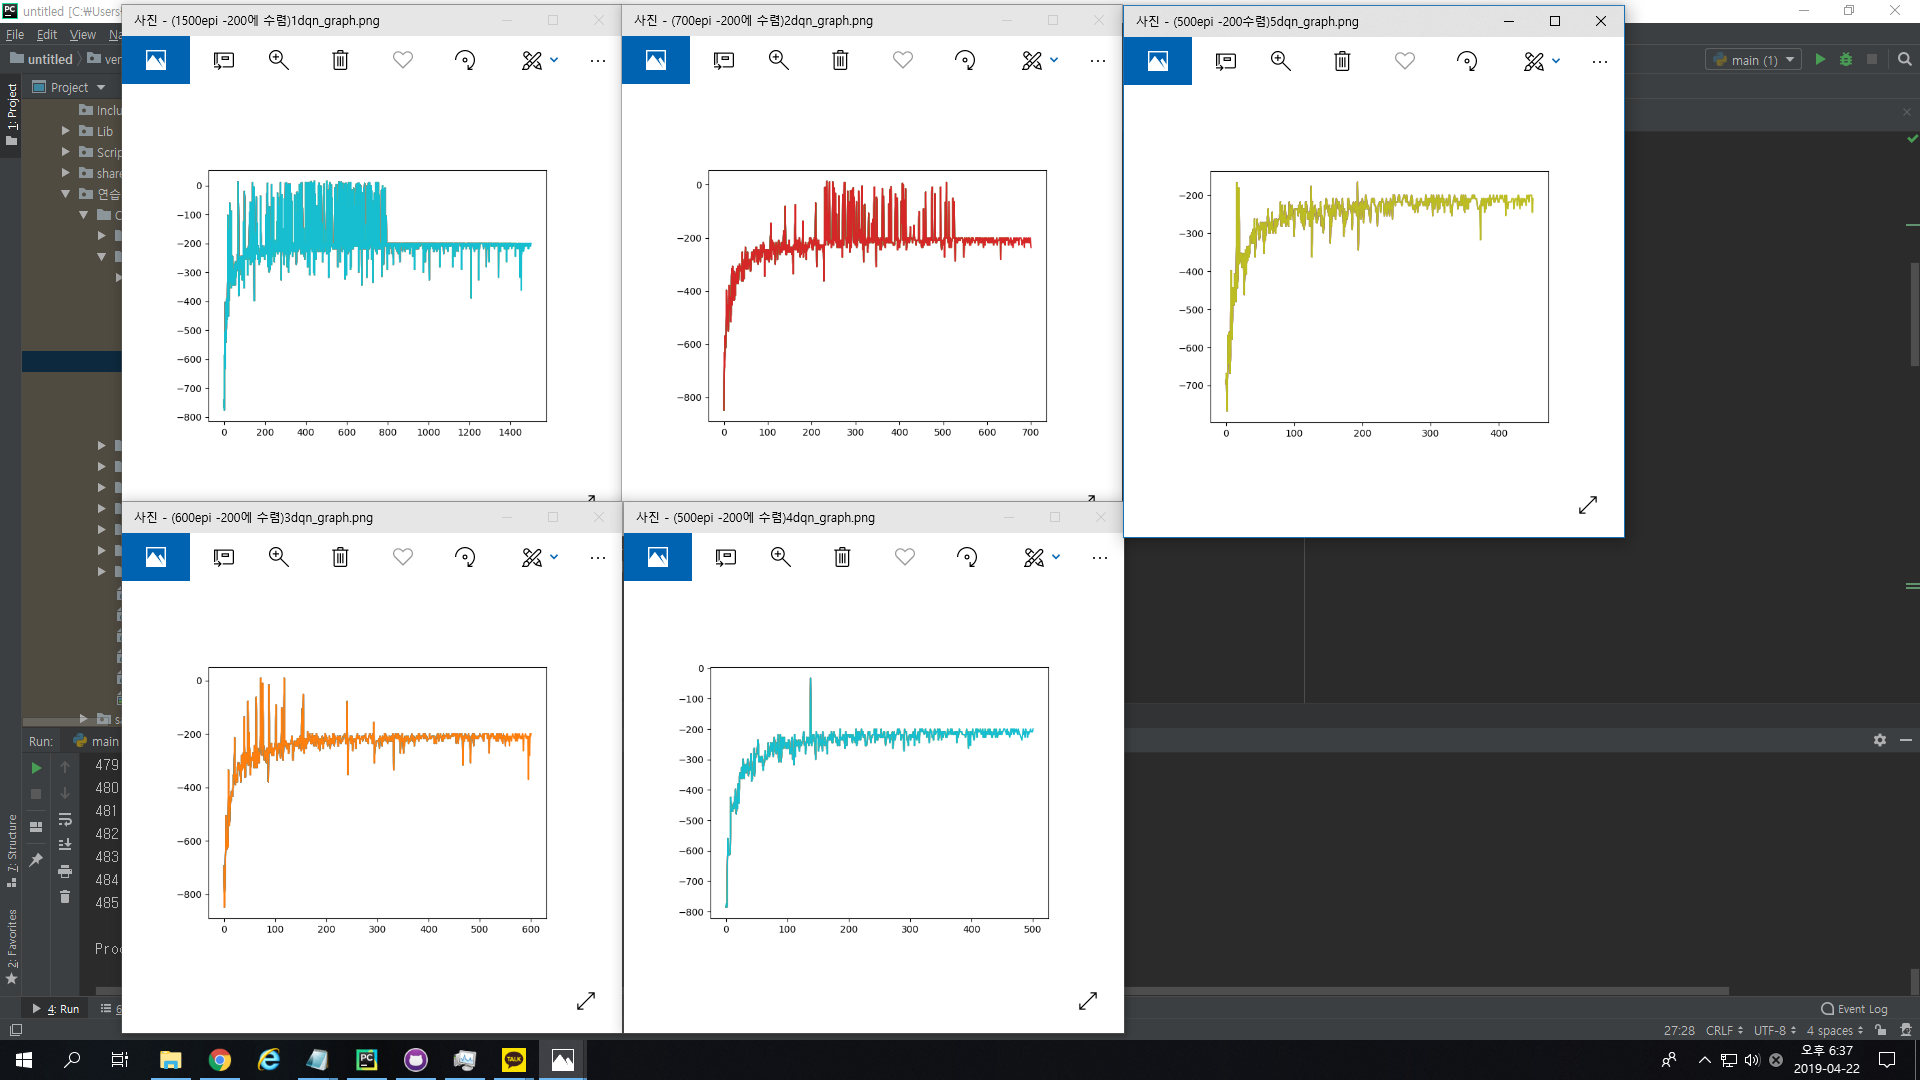 untitled [C:￦Users
File Edit View Na
untitled
ver
main (1)
1: Project
Project
Inclu
Lib
Scrip
share
연습
C
사진 - (1500epi -200에 수렴)1dqn_graph.png
0
−100
−200
−300
−400
−500
−600
−700
−800
0 200 400 600 800 1000 1200 1400
사진 - (700epi -200에 수렴)2dqn_graph.png
0
−200
−400
−600
−800
0 100 200 300 400 500 600 700
사진 - (500epi -200수렴)5dqn_graph.png
−200
−300
−400
−500
−600
−700
0 100 200 300 400
사진 - (600epi -200에 수렴)3dqn_graph.png
0
−200
−400
−600
−800
0 100 200 300 400 500 600
사진 - (500epi -200에 수렴)4dqn_graph.png
0
−100
−200
−300
−400
−500
−600
−700
−800
0 100 200 300 400 500
Run: main
479
480
481
482
483
484
485
Proc
7: Structure
2: Favorites
4: Run
6
Event Log
27:28 CRLF UTF-8 4 spaces
PC
TALK
오후 6:37
2019-04-22